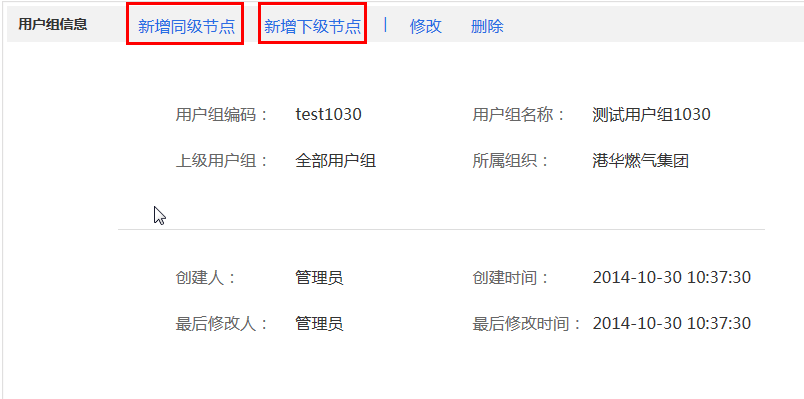 用户组信息 新增同级节点 新增下级节点 | 修改 删除
用户组编码： test1030 用户组名称： 测试用户组1030
上级用户组： 全部用户组 所属组织： 港华燃气集团
创建人： 管理员 创建时间： 2014-10-30 10:37:30
最后修改人： 管理员 最后修改时间： 2014-10-30 10:37:30